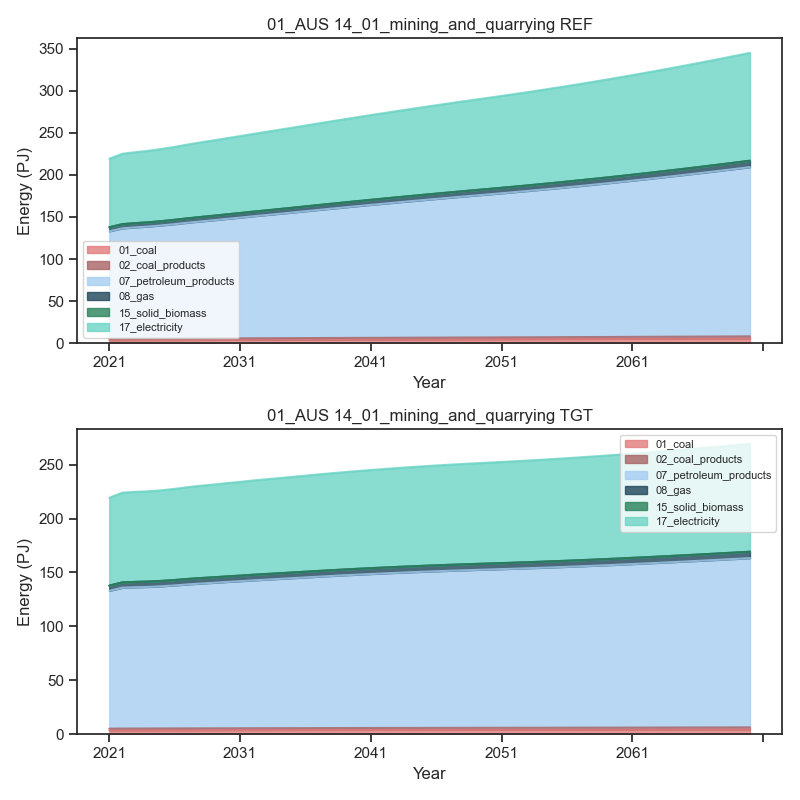 01_AUS 14_01_mining_and_quarrying REF
350
300
250
200
150
100
50
0
Energy (PJ)
01_coal
02_coal_products
07_petroleum_products
08_gas
15_solid_biomass
17_electricity
2021 2031 2041 2051 2061
Year
01_AUS 14_01_mining_and_quarrying TGT
250
200
150
100
50
0
Energy (PJ)
01_coal
02_coal_products
07_petroleum_products
08_gas
15_solid_biomass
17_electricity
2021 2031 2041 2051 2061
Year